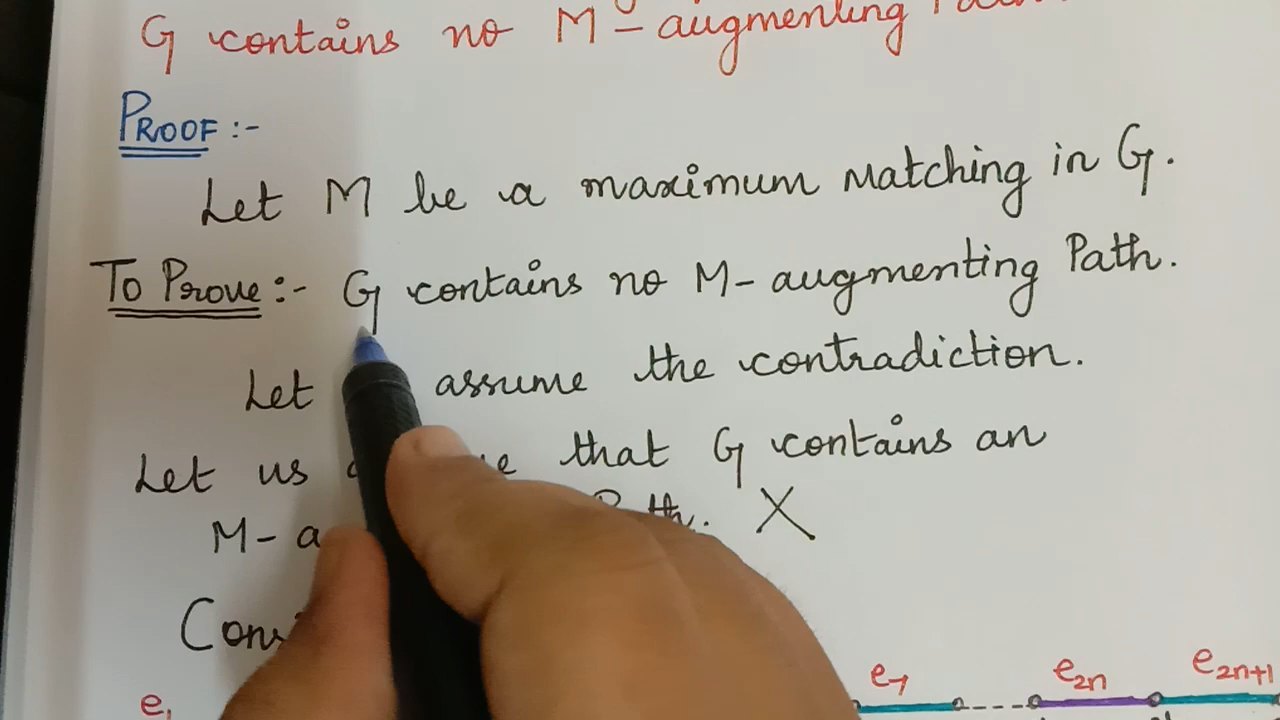 G contains no M-augmenting
PROOF :-
Let M be a maximum Matching in G.
To Prove :- G contains no M-augmenting Path.
Let assume the contradiction.
Let us that G contains an
M-
e₁ e₇ e₂ₙ e₂ₙ₊₁